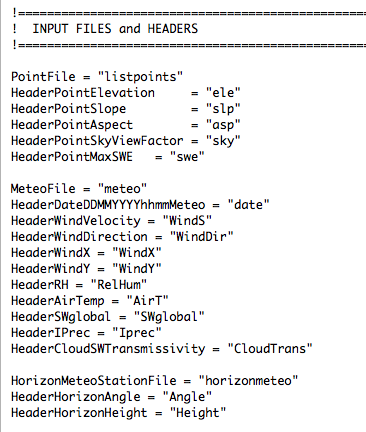 !================================================
!  INPUT FILES and HEADERS
!================================================
PointFile = "listpoints"
HeaderPointElevation     = "ele"
HeaderPointSlope         = "slp"
HeaderPointAspect        = "asp"
HeaderPointSkyViewFactor = "sky"
HeaderPointMaxSWE   = "swe"
MeteoFile = "meteo"
HeaderDateDDMMYYYYhhmmMeteo = "date"
HeaderWindVelocity = "WindS"
HeaderWindDirection = "WindDir"
HeaderWindX = "WindX"
HeaderWindY = "WindY"
HeaderRH = "RelHum"
HeaderAirTemp = "AirT"
HeaderSWglobal = "SWglobal"
HeaderIPrec = "Iprec"
HeaderCloudSWTransmissivity = "CloudTrans"
HorizonMeteoStationFile = "horizonmeteo"
HeaderHorizonAngle = "Angle"
HeaderHorizonHeight = "Height"